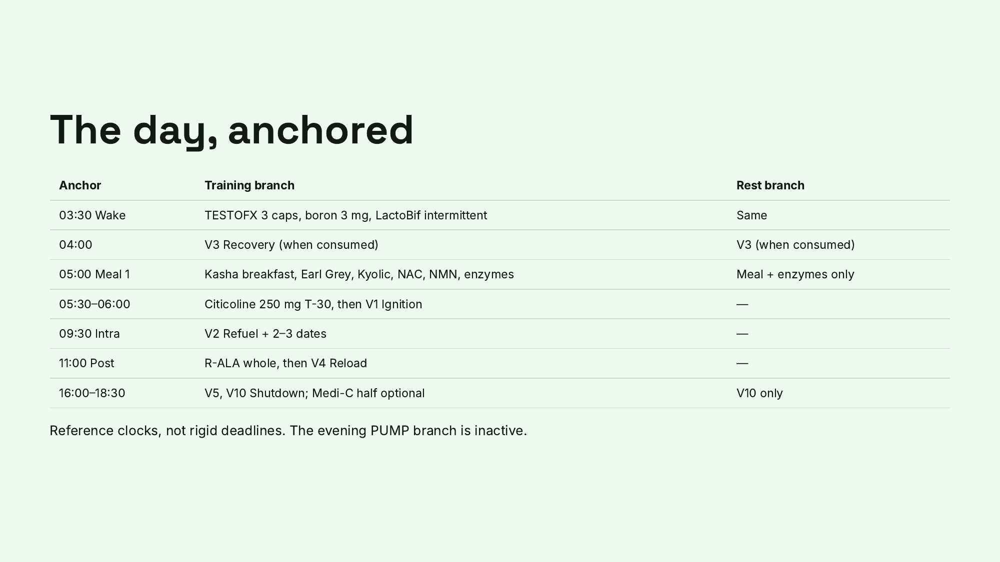 The day, anchored
Anchor Training branch Rest branch
03:30 Wake TESTOFX 3 caps, boron 3 mg, LactoBif intermittent Same
04:00 V3 Recovery (when consumed) V3 (when consumed)
05:00 Meal 1 Kasha breakfast, Earl Grey, Kyolic, NAC, NMN, enzymes Meal + enzymes only
05:30–06:00 Citicoline 250 mg T-30, then V1 Ignition —
09:30 Intra V2 Refuel + 2–3 dates —
11:00 Post R-ALA whole, then V4 Reload —
16:00–18:30 V5, V10 Shutdown; Medi-C half optional V10 only
Reference clocks, not rigid deadlines. The evening PUMP branch is inactive.